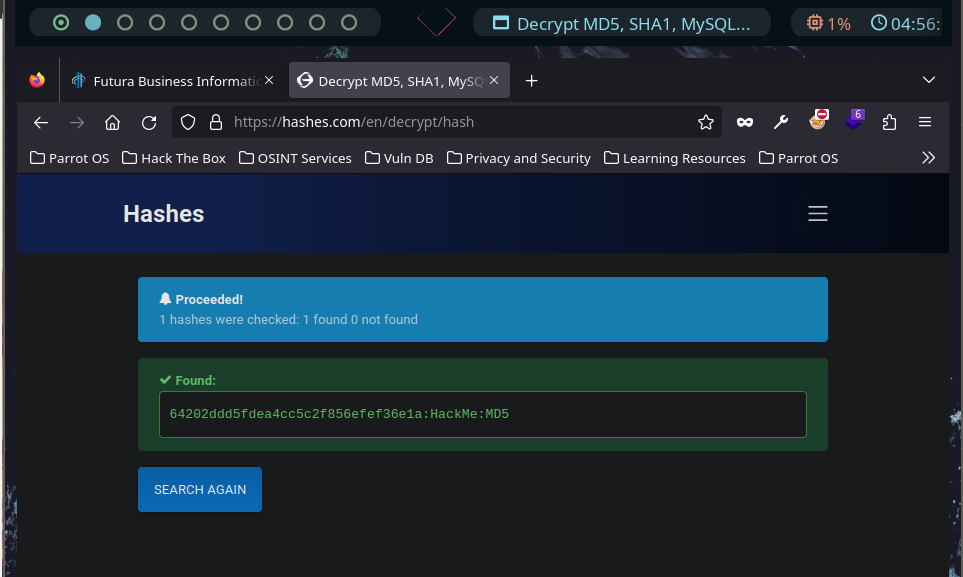 Decrypt MD5, SHA1, MySQL...
1%
04:56:
Futura Business Informatic
Decrypt MD5, SHA1, MySQ
https://hashes.com/en/decrypt/hash
6
Parrot OS
Hack The Box
OSINT Services
Vuln DB
Privacy and Security
Learning Resources
Parrot OS
Hashes
Proceeded!
1 hashes were checked: 1 found 0 not found
Found:
64202ddd5fdea4cc5c2f856efef36e1a:HackMe:MD5
SEARCH AGAIN